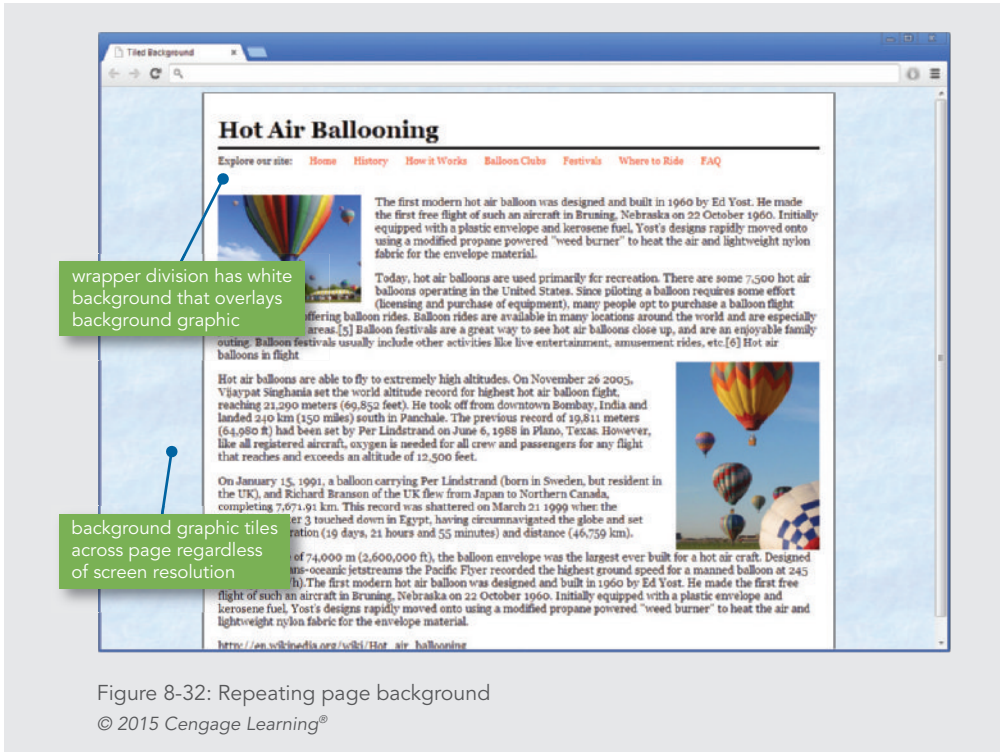 Tiled Background
Hot Air Ballooning
Explore our site: Home History How it Works Balloon Clubs Festivals Where to Ride FAQ
The first modern hot air balloon was designed and built in 1960 by Ed Yost. He made
the first free flight of such an aircraft in Bruning, Nebraska on 22 October 1960. Initially
equipped with a plastic envelope and kerosene fuel, Yost's designs rapidly moved onto
using a modified propane powered "weed burner" to heat the air and lightweight nylon
fabric for the envelope material.
Today, hot air balloons are used primarily for recreation. There are some 7,500 hot air
balloons operating in the United States. Since piloting a balloon requires some effort
(licensing and purchase of equipment), many people opt to purchase a balloon flight
offering balloon rides. Balloon rides are available in many locations around the world and are especially
areas.[5] Balloon festivals are a great way to see hot air balloons close up, and are an enjoyable family
outing. Balloon festivals usually include other activities like live entertainment, amusement rides, etc.[6] Hot air
balloons in flight
wrapper division has white
background that overlays
background graphic
Hot air balloons are able to fly to extremely high altitudes. On November 26 2005,
Vijaypat Singhania set the world altitude record for highest hot air balloon flight,
reaching 21,290 meters (69,852 feet). He took off from downtown Bombay, India and
landed 240 km (150 miles) south in Panchale. The previous record of 19,811 meters
(64,980 ft) had been set by Per Lindstrand on June 6, 1988 in Plano, Texas. However,
like all registered aircraft, oxygen is needed for all crew and passengers for any flight
that reaches and exceeds an altitude of 12,500 feet.
On January 15, 1991, a balloon carrying Per Lindstrand (born in Sweden, but resident in
the UK), and Richard Branson of the UK flew from Japan to Northern Canada,
completing 7,671.91 km. This record was shattered on March 21 1999 when the
er 3 touched down in Egypt, having circumnavigated the globe and set
ration (19 days, 21 hours and 55 minutes) and distance (46,759 km).
of 74,000 m (2,600,000 ft), the balloon envelope was the largest ever built for a hot air craft. Designed
ns-oceanic jetstreams the Pacific Flyer recorded the highest ground speed for a manned balloon at 245
/h).The first modern hot air balloon was designed and built in 1960 by Ed Yost. He made the first free
flight of such an aircraft in Bruning, Nebraska on 22 October 1960. Initially equipped with a plastic envelope and
kerosene fuel, Yost's designs rapidly moved onto using a modified propane powered "weed burner" to heat the air and
lightweight nylon fabric for the envelope material.
http://en.wikipedia.org/wiki/Hot_air_ballooning
background graphic tiles
across page regardless
of screen resolution
Figure 8-32: Repeating page background
© 2015 Cengage Learning®